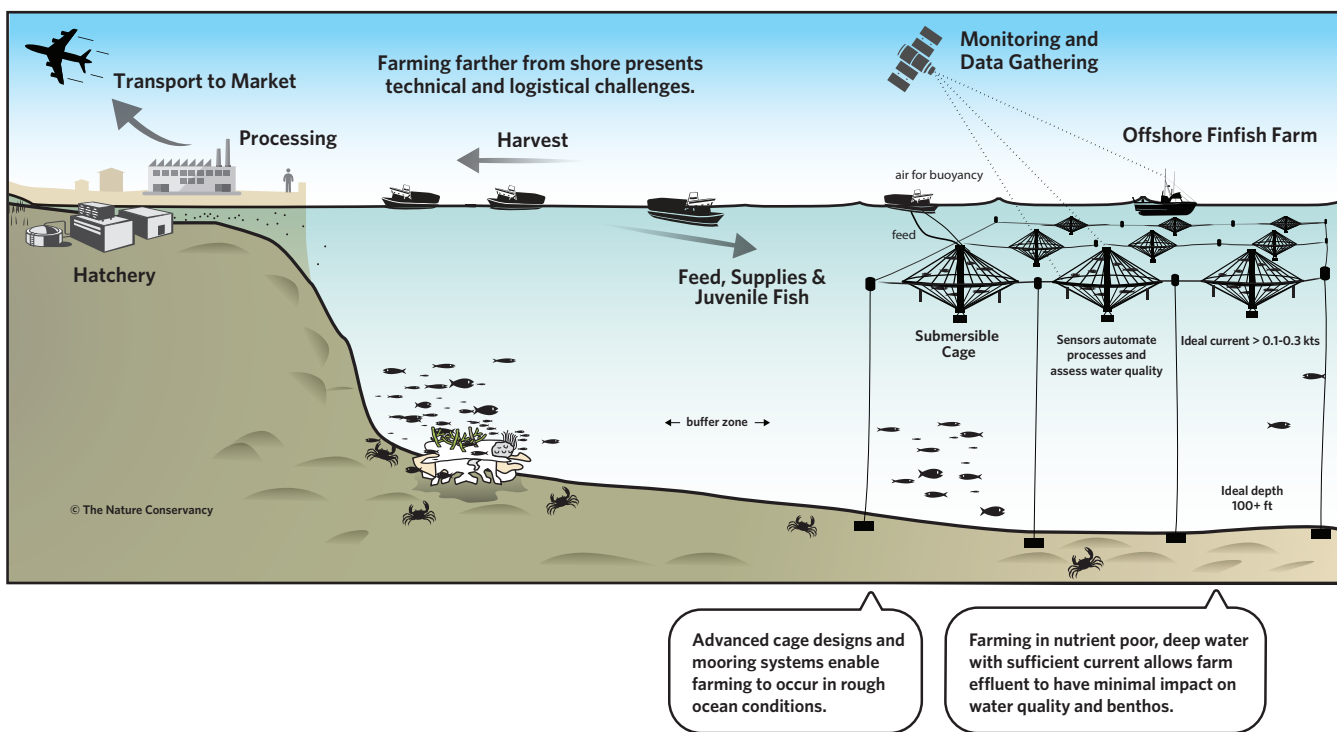 Monitoring and
Data Gathering
Farming farther from shore presents
technical and logistical challenges.
Transport to Market
Processing
Harvest
Offshore Finfish Farm
air for buoyancy
feed
Hatchery
Feed, Supplies &
Juvenile Fish
Submersible
Cage
Sensors automate
processes and
assess water quality
Ideal current > 0.1-0.3 kts
buffer zone
Ideal depth
100+ ft
© The Nature Conservancy
Advanced cage designs and
mooring systems enable
farming to occur in rough
ocean conditions.
Farming in nutrient poor, deep water
with sufficient current allows farm
effluent to have minimal impact on
water quality and benthos.